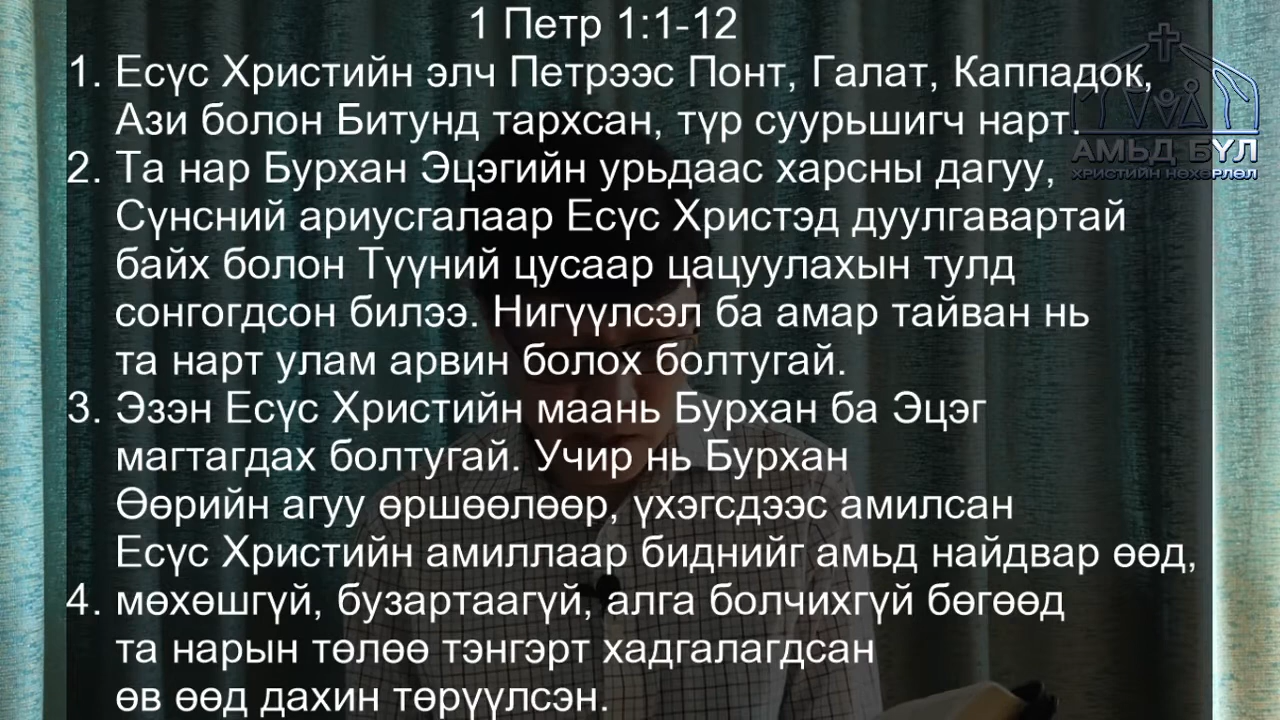 1 Петр 1:1-12
1. Есүс Христийн элч Петрээс Понт, Галат, Каппадок,
Ази болон Битунд тархсан, түр суурьшигч нарт.
2. Та нар Бурхан Эцэгийн урьдаас харсны дагуу,
Сүнсний ариусгалаар Есүс Христэд дуулгавартай
байх болон Түүний цусаар цацуулахын тулд
сонгогдсон билээ. Нигүүлсэл ба амар тайван нь
та нарт улам арвин болох болтугай.
3. Эзэн Есүс Христийн маань Бурхан ба Эцэг
магтагдах болтугай. Учир нь Бурхан
Өөрийн агуу өршөөлөөр, үхэгсдээс амилсан
Есүс Христийн амиллаар биднийг амьд найдвар өөд,
4. мөхөшгүй, бузартаагүй, алга болчихгүй бөгөөд
та нарын төлөө тэнгэрт хадгалагдсан
өв өөд дахин төрүүлсэн.
АМЬД БҮЛ
ХРИСТИЙН НӨХӨРЛӨЛ